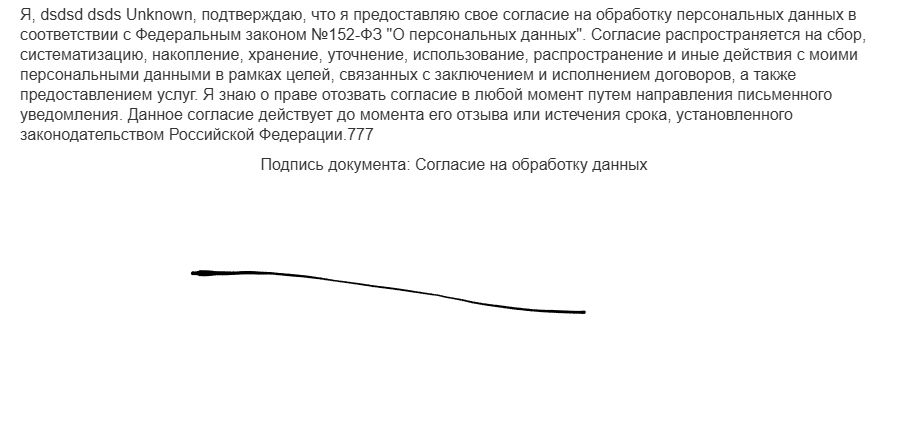 Я, dsdsd dsds Unknown, подтверждаю, что я предоставляю свое согласие на обработку персональных данных в
соответствии с Федеральным законом №152-ФЗ "О персональных данных". Согласие распространяется на сбор,
систематизацию, накопление, хранение, уточнение, использование, распространение и иные действия с моими
персональными данными в рамках целей, связанных с заключением и исполнением договоров, а также
предоставлением услуг. Я знаю о праве отозвать согласие в любой момент путем направления письменного
уведомления. Данное согласие действует до момента его отзыва или истечения срока, установленного
законодательством Российской Федерации.777
Подпись документа: Согласие на обработку данных